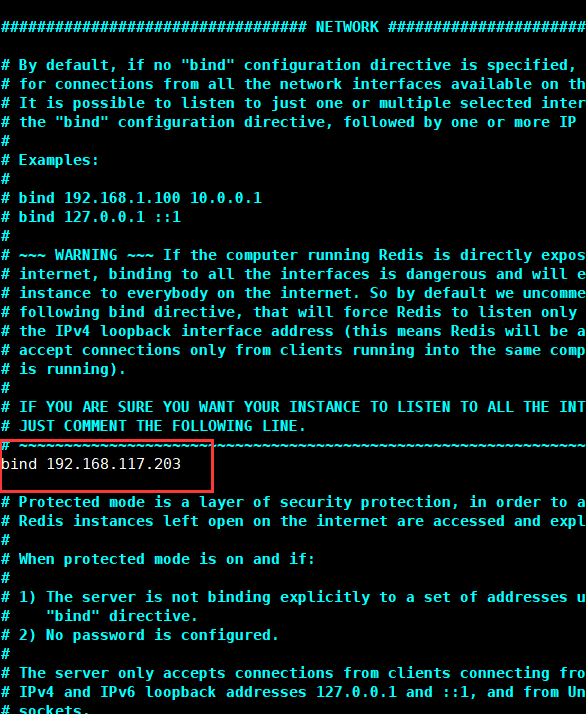 ################################## NETWORK ######################
# By default, if no "bind" configuration directive is specified,
# for connections from all the network interfaces available on th
# It is possible to listen to just one or multiple selected inter
# the "bind" configuration directive, followed by one or more IP
#
# Examples:
#
# bind 192.168.1.100 10.0.0.1
# bind 127.0.0.1 ::1
#
# ~~~ WARNING ~~~ If the computer running Redis is directly expos
# internet, binding to all the interfaces is dangerous and will e
# instance to everybody on the internet. So by default we uncomme
# following bind directive, that will force Redis to listen only
# the IPv4 loopback interface address (this means Redis will be a
# accept connections only from clients running into the same comp
# is running).
#
# IF YOU ARE SURE YOU WANT YOUR INSTANCE TO LISTEN TO ALL THE INT
# JUST COMMENT THE FOLLOWING LINE.
# ~~~~~~~~~~~~~~~~~~~~~~~~~~~~~~~~~~~~~~~~~~~~~~~~~~~~~~~~~~~~~~~
bind 192.168.117.203
# Protected mode is a layer of security protection, in order to a
# Redis instances left open on the internet are accessed and expl
#
# When protected mode is on and if:
#
# 1) The server is not binding explicitly to a set of addresses u
#    "bind" directive.
# 2) No password is configured.
#
# The server only accepts connections from clients connecting fro
# IPv4 and IPv6 loopback addresses 127.0.0.1 and ::1, and from Un
# sockets.